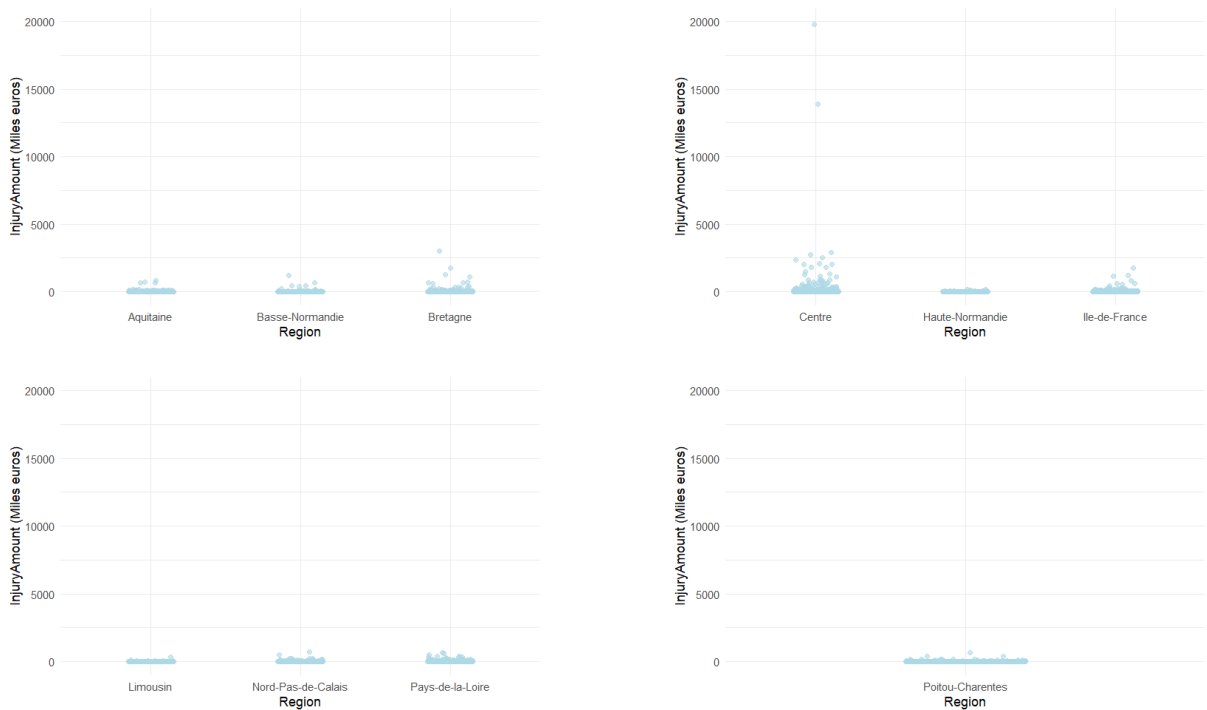 InjuryAmount (Miles euros)
20000
15000
10000
5000
0
Aquitaine Basse-Normandie Bretagne
Region
InjuryAmount (Miles euros)
20000
15000
10000
5000
0
Centre Haute-Normandie Ile-de-France
Region
InjuryAmount (Miles euros)
20000
15000
10000
5000
0
Limousin Nord-Pas-de-Calais Pays-de-la-Loire
Region
InjuryAmount (Miles euros)
20000
15000
10000
5000
0
Poitou-Charentes
Region